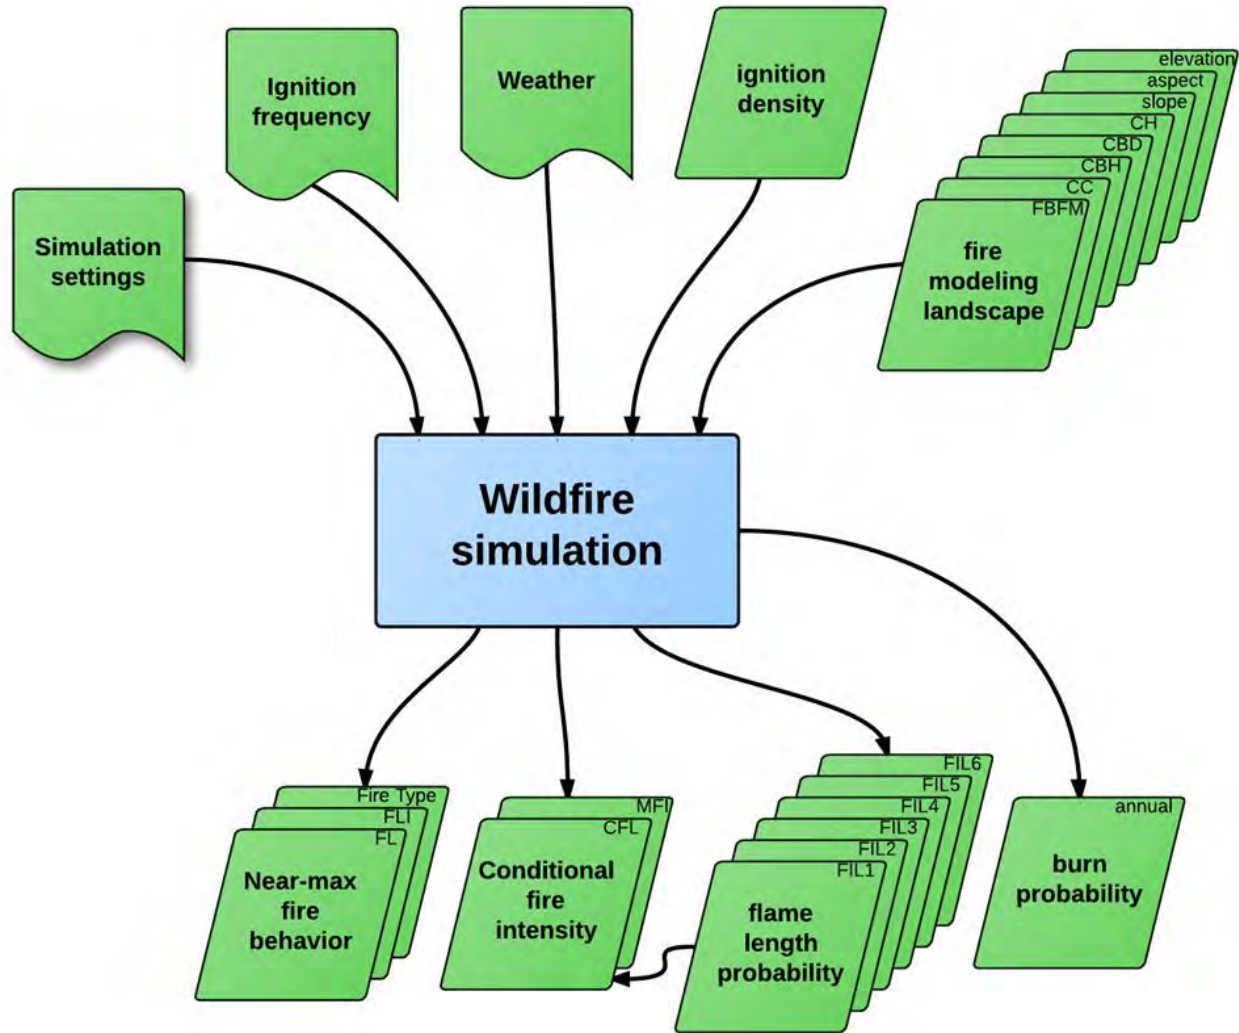 Ignition
frequency
Weather
ignition
density
elevation
aspect
slope
CH
CBD
CBH
CC
FBFM
fire
modeling
landscape
Simulation
settings
Wildfire
simulation
Fire Type
FLI
FL
Near-max
fire
behavior
MFI
CFL
Conditional
fire
intensity
FIL6
FIL5
FIL4
FIL3
FIL2
FIL1
flame
length
probability
annual
burn
probability